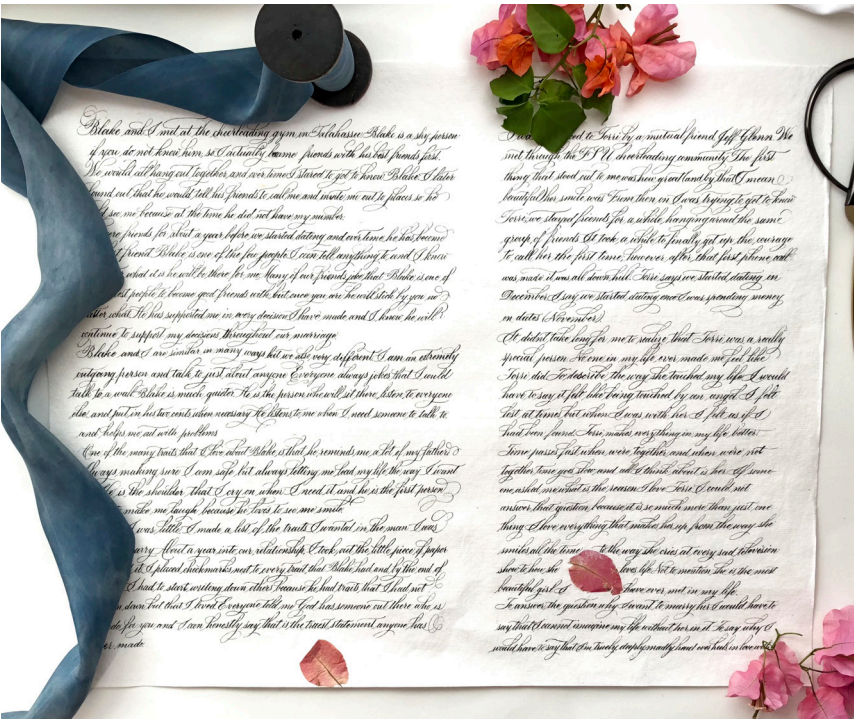 Blake and I met at the cheerleading gym in Talahassee Blake is a shy person
if you do not know him, so I actually became friends with his best friends first.
We would all hang out together and over time I started to get to know Blake. I later
found out that he would tell his friends to call me and invite me out to places so he
could see me because at the time he did not have my number.
were friends for about a year before we started dating and over time he has become
best friend. Blake is one of the few people I can tell anything to and I know
what it is he will be there for me. Many of our friends joke that Blake is one of
people to become good friends with but once you are he will stick by you no
matter what. He has supported me in every decision I have made and I know he will
continue to support my decisions throughout our marriage
Blake and I are similar in many ways but we also very different I am an extremely
outgoing person and talk to just about anyone Everyone always jokes that I would
talk to a wall Blake is much quieter. He is the person who will sit there, listen to everyone
else, and put in his two cents when necessary He listens to me when I need someone to talk to
and helps me out with problems
One of the many traits that I love about Blake, is that he reminds me a lot of my father
Always making sure I am safe, but always letting me lead my life the way I want
He is the shoulder that I cry on when I need it and he is the first person
make me laugh, because he loves to see me smile
I was little I made a list of the traits I wanted in the man I was
marry About a year into our relationship I took out the little piece of paper
it. I placed checkmarks next to every trait that Blake had and by the end of
I had to start writing down others because he had traits that I had not
down but that I loved Everyone told me God has someone out there who is
made for you and I can honestly say that is the truest statement anyone has
made.
I was to Torri by a mutual friend Jeff Glenn We
met through the FSU cheerleading community The first
thing that stood out to me was how great and by that I mean
beautiful her smile was From then on I was trying to get to know
Torri, we stayed friends for a while, hanging around the same
group of friends It took a while to finally get up the courage
to call her the first time, however, after that first phone call
was made it was all down hill. Torri says we started dating in
December I say we started dating once I was spending money
on dates (November)
It didn't take long for me to realize that Torri was a really
special person No one in my life ever made me feel like
Torri did To describe the way she touched my life I would
have to say it felt like being touched by an angel I felt
lost at times but when I was with her I felt as if I
had been found Torri makes everything in my life better
Time passes fast when were together, and when were not
together time goes slow, and all I think about is her If some
one asked me what is the reason I love Torri I could not
answer that question because it is so much more than just one
thing I love everything that makes her up from the way she
smiles all the time to the way she cries at every sad television
show to how she loves life. Not to mention she is the most
beautiful girl I have ever met in my life.
To answer the question why I want to marry her I would have to
say that I cannot imagine my life without her in it To say why I
would have to say that I'm truely, deeply, madly, head over heals in love